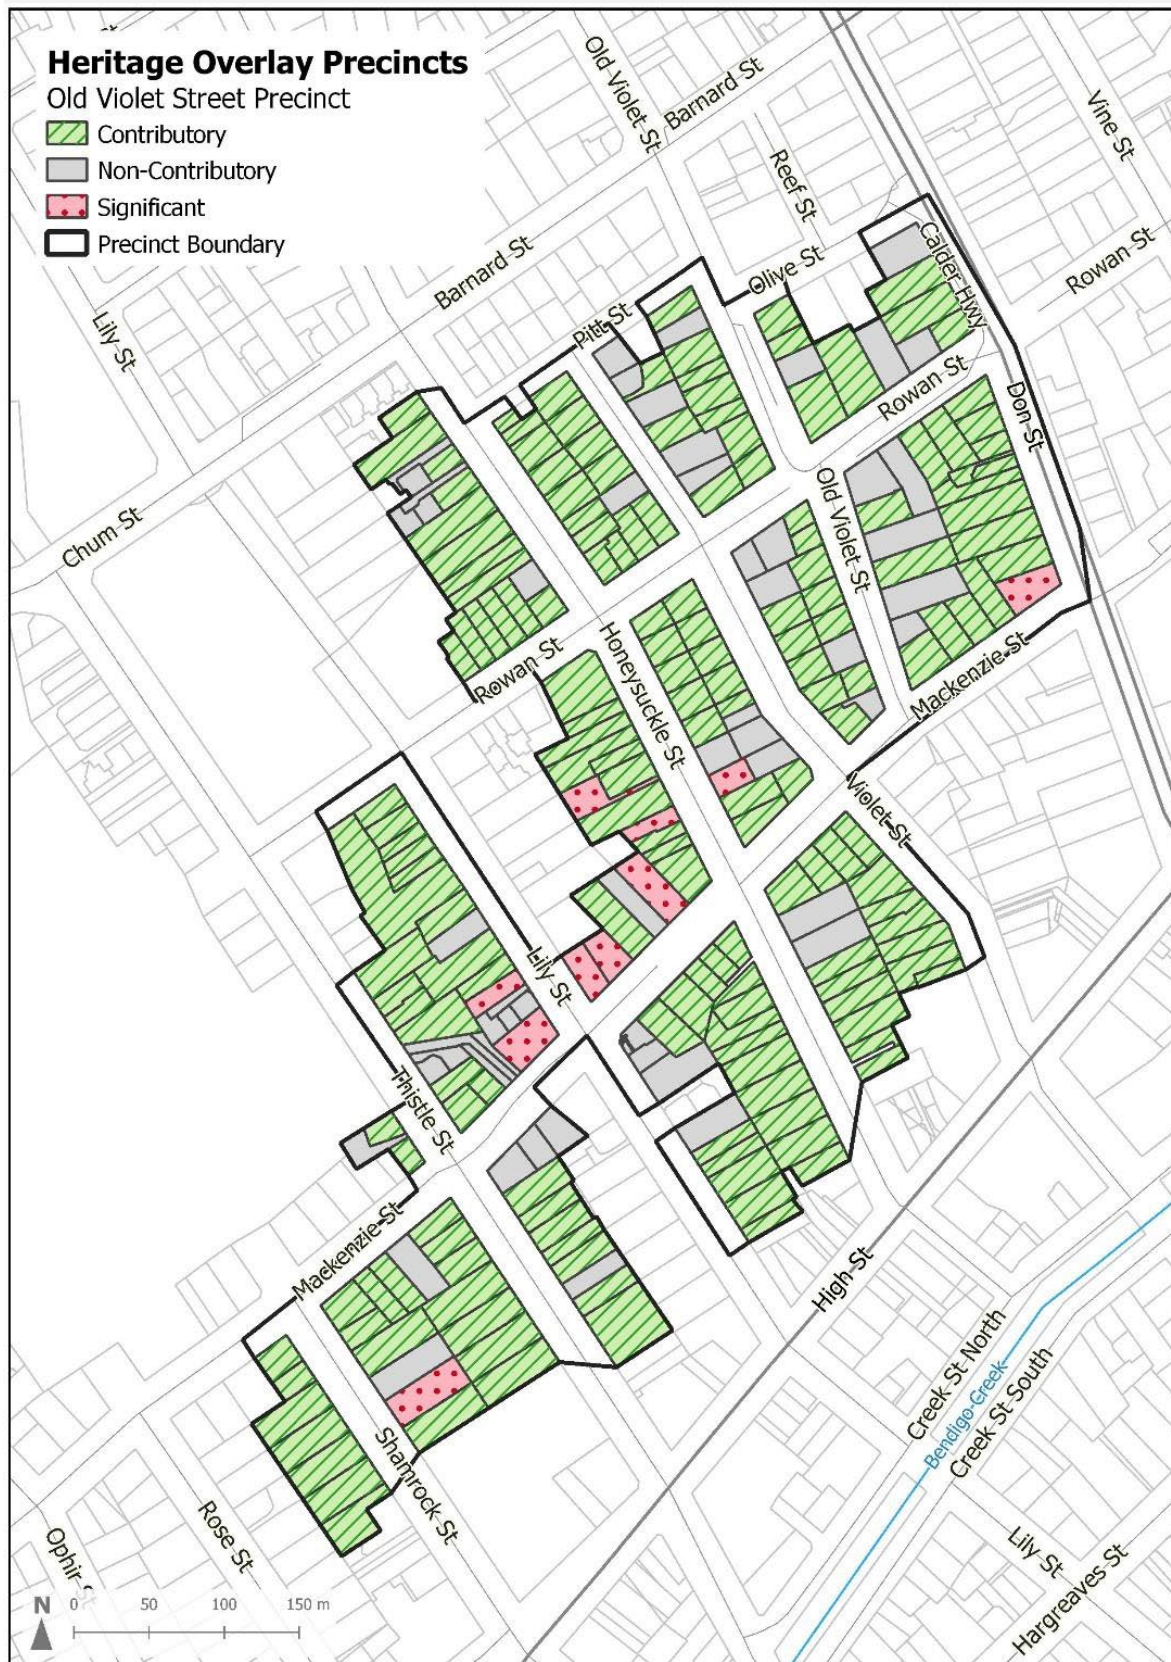 Heritage Overlay Precincts
Old Violet Street Precinct
Contributory
Non-Contributory
Significant
Precinct Boundary
Old Violet St
Barnard St
Vine St
Reef St
Rowan St
Barnard St
Olive St
Calder Hwy
Lily St
Pitt St
Rowan St
Don St
Chum St
Old Violet St
Rowan St
Honeysuckle St
Mackenzie St
Violet St
Lily St
Thistle St
Mackenzie St
High St
Creek St North
Bendigo Creek
Creek St South
Shamrock St
Rose St
Ophir
Lily St
Hargreaves St
N
0 50 100 150 m